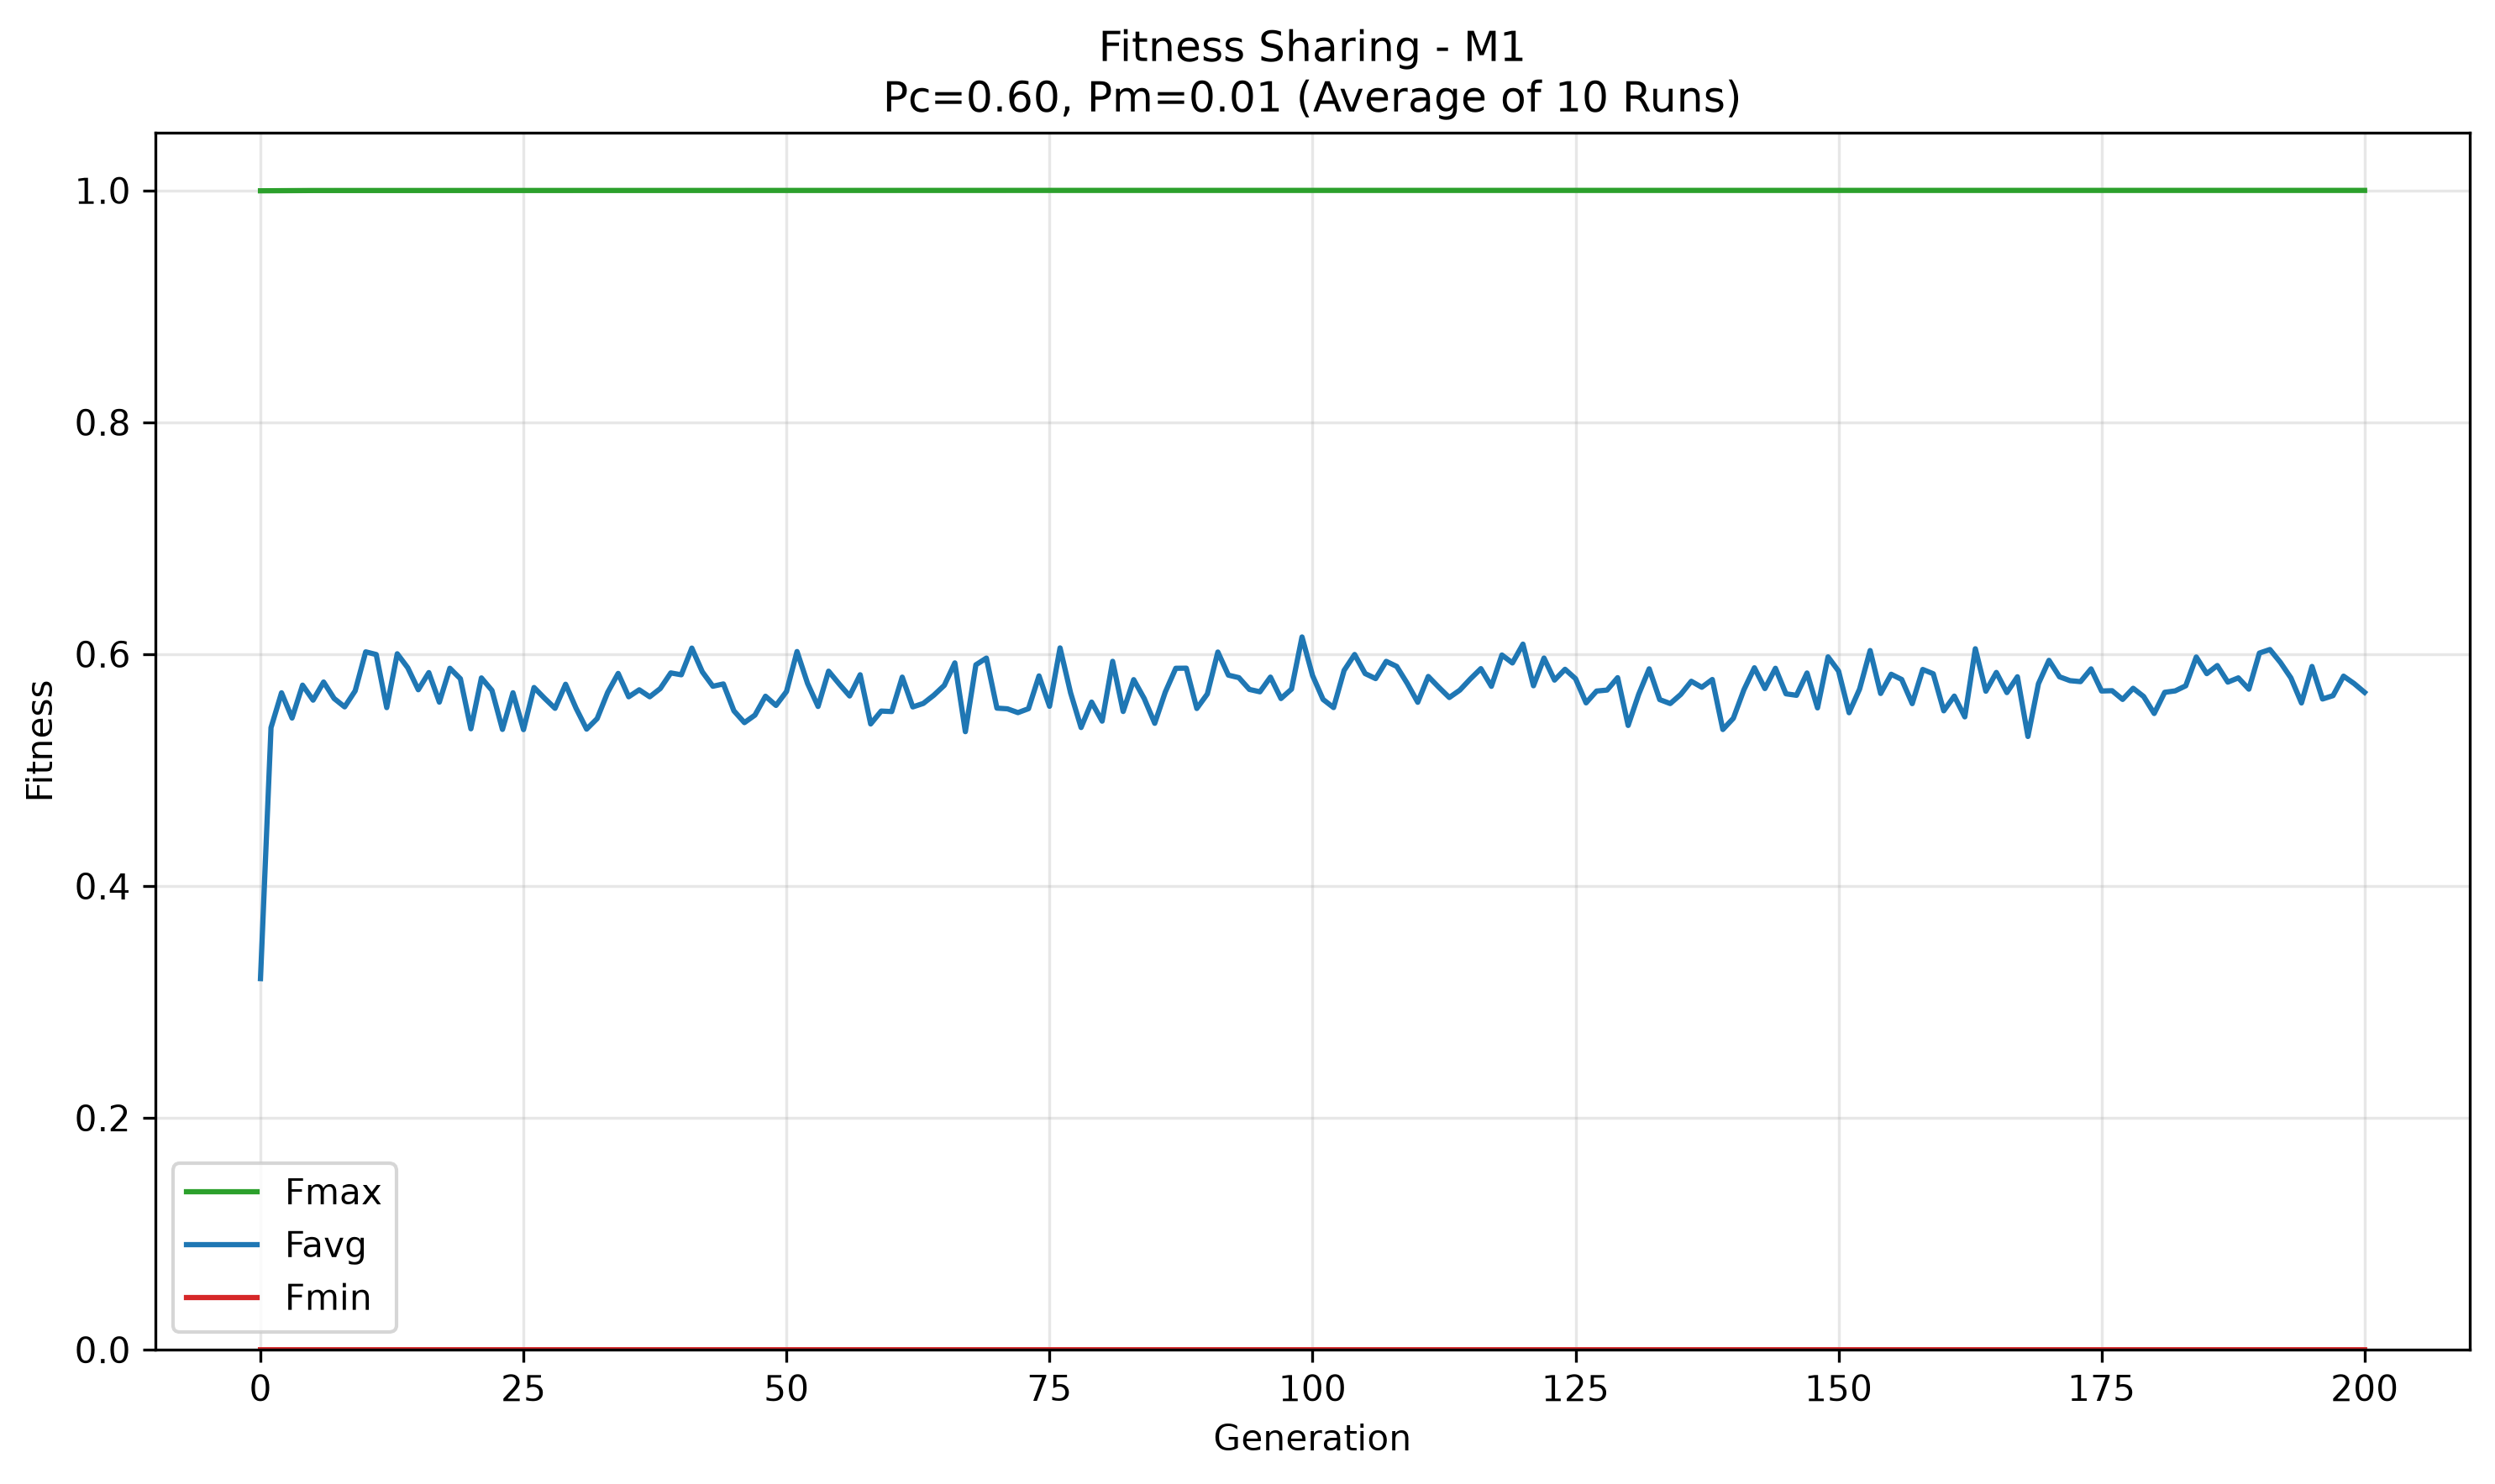 Fitness Sharing - M1
Pc=0.60, Pm=0.01 (Average of 10 Runs)
Fitness
1.0
0.8
0.6
0.4
0.2
0.0
Fmax
Favg
Fmin
0 25 50 75 100 125 150 175 200
Generation